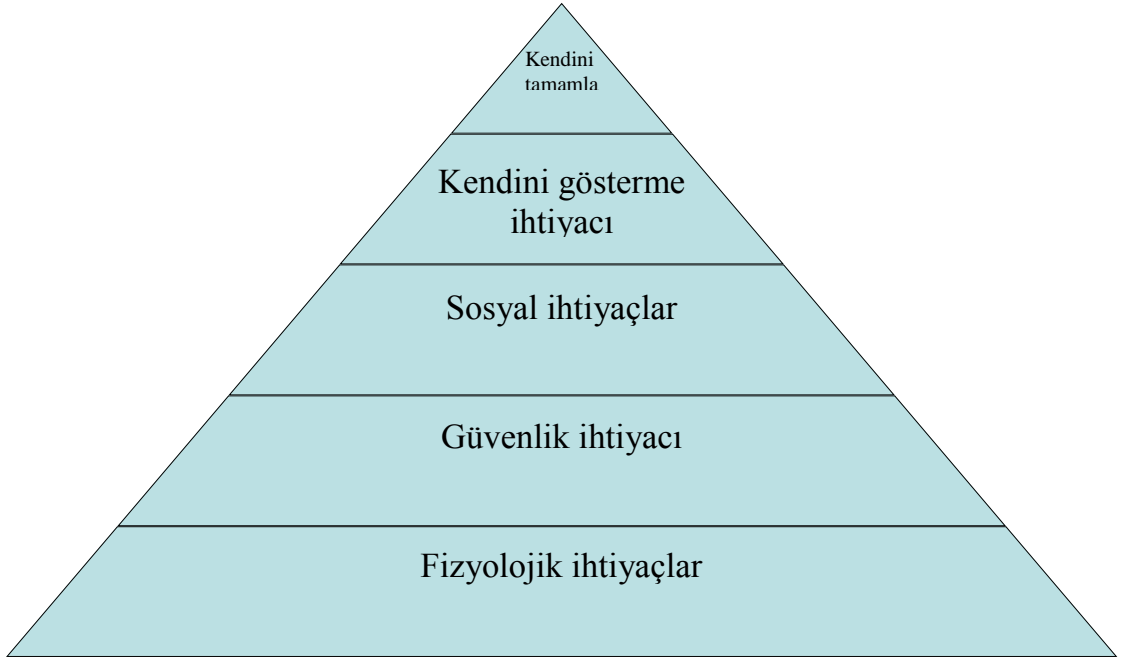 Kendini
tamamla
Kendini gösterme
ihtiyacı
Sosyal ihtiyaçlar
Güvenlik ihtiyacı
Fizyolojik ihtiyaçlar